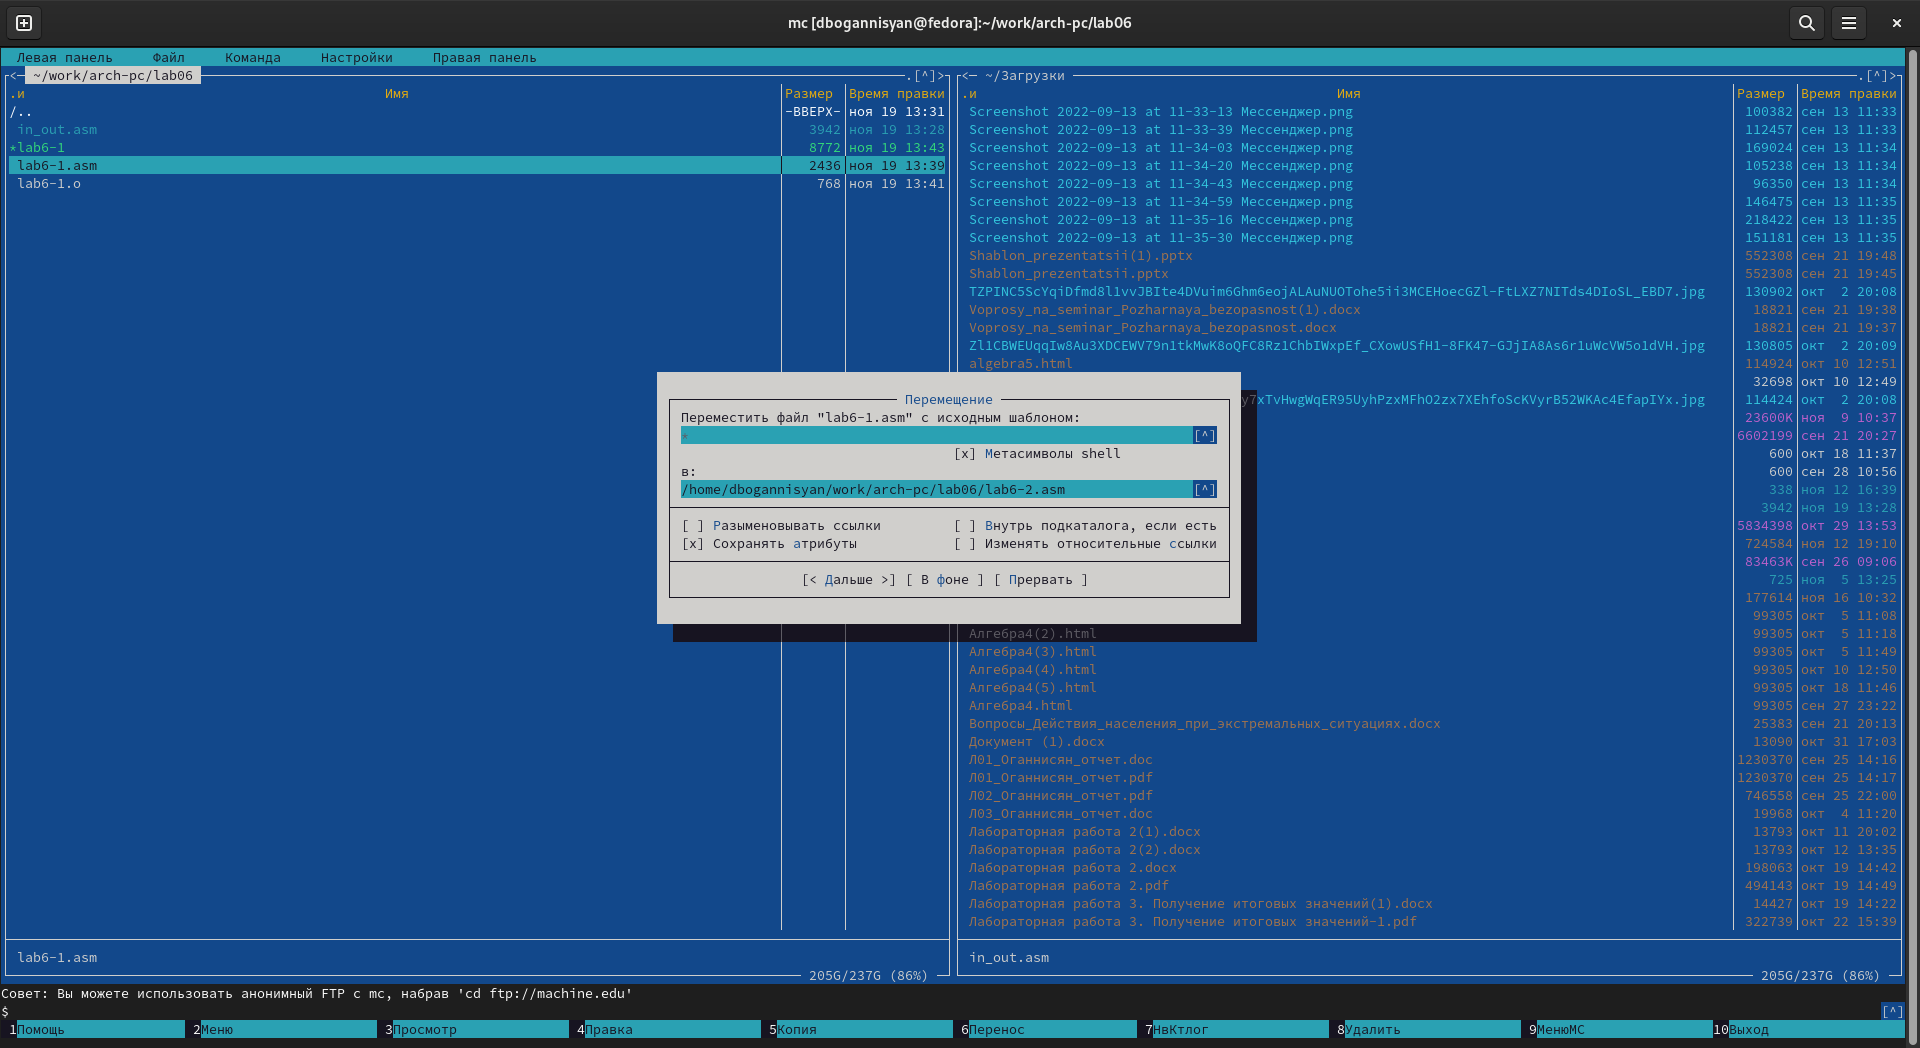 mc [dbogannisyan@fedora]:~/work/arch-pc/lab06
Левая панель Файл Команда Настройки Правая панель
<─ ~/work/arch-pc/lab06 .[^]>
.и Имя Размер Время правки
/.. -ВВЕРХ- ноя 19 13:31
in_out.asm 3942 ноя 19 13:28
*lab6-1 8772 ноя 19 13:43
lab6-1.asm 2436 ноя 19 13:39
lab6-1.o 768 ноя 19 13:41
lab6-1.asm
205G/237G (86%)
<─ ~/Загрузки .[^]>
.и Имя Размер Время правки
Screenshot 2022-09-13 at 11-33-13 Мессенджер.png 100382 сен 13 11:33
Screenshot 2022-09-13 at 11-33-39 Мессенджер.png 112457 сен 13 11:33
Screenshot 2022-09-13 at 11-34-03 Мессенджер.png 169024 сен 13 11:34
Screenshot 2022-09-13 at 11-34-20 Мессенджер.png 105238 сен 13 11:34
Screenshot 2022-09-13 at 11-34-43 Мессенджер.png 96350 сен 13 11:34
Screenshot 2022-09-13 at 11-34-59 Мессенджер.png 146475 сен 13 11:35
Screenshot 2022-09-13 at 11-35-16 Мессенджер.png 218422 сен 13 11:35
Screenshot 2022-09-13 at 11-35-30 Мессенджер.png 151181 сен 13 11:35
Shablon_prezentatsii(1).pptx 552308 сен 21 19:48
Shablon_prezentatsii.pptx 552308 сен 21 19:45
TZPINC5ScYqiDfmd8l1vvJBIte4DVuim6Ghm6eojALAuNUOTohe5ii3MCEHoecGZl-FtLXZ7NITds4DIoSL_EBD7.jpg 130902 окт 2 20:08
Voprosy_na_seminar_Pozharnaya_bezopasnost(1).docx 18821 сен 21 19:38
Voprosy_na_seminar_Pozharnaya_bezopasnost.docx 18821 сен 21 19:37
Zl1CBWEUqqIw8Au3XDCEWV79n1tkMwK8oQFC8Rz1ChbIWxpEf_CXowUSfH1-8FK47-GJjIA8As6r1uWcVW5o1dVH.jpg 130805 окт 2 20:09
algebra5.html 114924 окт 10 12:51
32698 окт 10 12:49
y7xTvHwgWqER95UyhPzxMFhO2zx7XEhfoScKVyrB52WKAc4EfapIYx.jpg 114424 окт 2 20:08
23600K ноя 9 10:37
6602199 сен 21 20:27
600 окт 18 11:37
600 сен 28 10:56
338 ноя 12 16:39
3942 ноя 19 13:28
5834398 окт 29 13:53
724584 ноя 12 19:10
83463K сен 26 09:06
725 ноя 5 13:25
177614 ноя 16 10:32
99305 окт 5 11:08
Алгебра4(2).html 99305 окт 5 11:18
Алгебра4(3).html 99305 окт 5 11:49
Алгебра4(4).html 99305 окт 10 12:50
Алгебра4(5).html 99305 окт 18 11:46
Алгебра4.html 99305 сен 27 23:22
Вопросы_Действия_населения_при_экстремальных_ситуациях.docx 25383 сен 21 20:13
Документ (1).docx 13090 окт 31 17:03
Л01_Оганнисян_отчет.doc 1230370 сен 25 14:16
Л01_Оганнисян_отчет.pdf 1230370 сен 25 14:17
Л02_Оганнисян_отчет.pdf 746558 сен 25 22:00
Л03_Оганнисян_отчет.doc 19968 окт 4 11:20
Лабораторная работа 2(1).docx 13793 окт 11 20:02
Лабораторная работа 2(2).docx 13793 окт 12 13:35
Лабораторная работа 2.docx 198063 окт 19 14:42
Лабораторная работа 2.pdf 494143 окт 19 14:49
Лабораторная работа 3. Получение итоговых значений(1).docx 14427 окт 19 14:22
Лабораторная работа 3. Получение итоговых значений-1.pdf 322739 окт 22 15:39
in_out.asm
205G/237G (86%)
Перемещение
Переместить файл "lab6-1.asm" с исходным шаблоном:
* [^]
[x] Метасимволы shell
в:
/home/dbogannisyan/work/arch-pc/lab06/lab6-2.asm [^]
[ ] Разыменовывать ссылки [ ] Внутрь подкаталога, если есть
[x] Сохранять атрибуты [ ] Изменять относительные ссылки
[< Дальше >] [ В фоне ] [ Прервать ]
Совет: Вы можете использовать анонимный FTP с mc, набрав 'cd ftp://machine.edu'
$ [^]
1Помощь 2Меню 3Просмотр 4Правка 5Копия 6Перенос 7НвКтлог 8Удалить 9МенюMC 10Выход